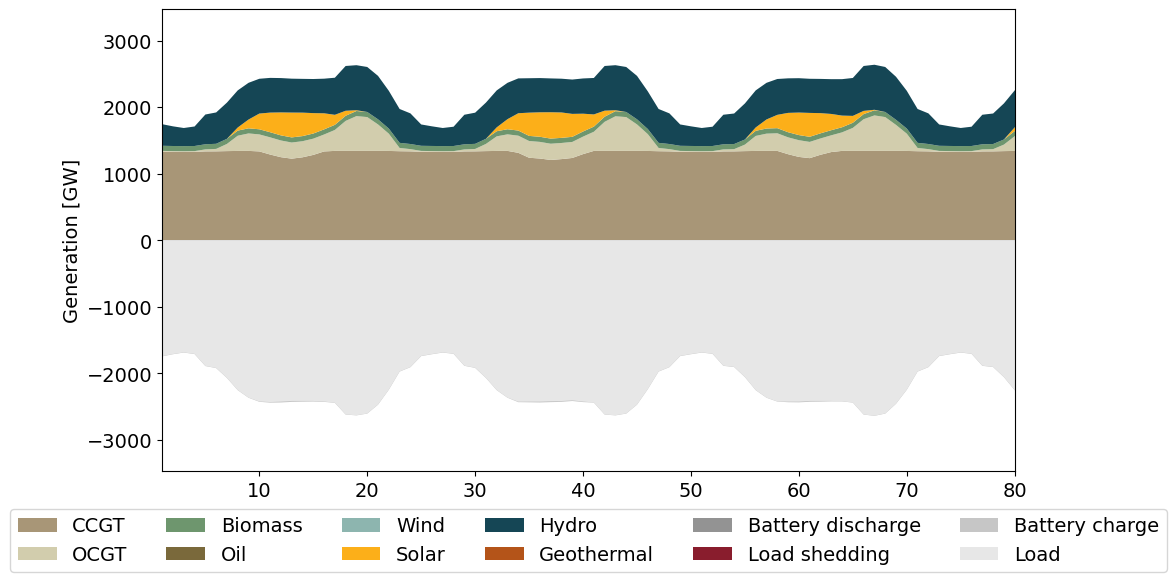 3000
2000
1000
0
−1000
−2000
−3000
Generation [GW]
10 20 30 40 50 60 70 80
CCGT Biomass Wind Hydro Battery discharge Battery charge
OCGT Oil Solar Geothermal Load shedding Load